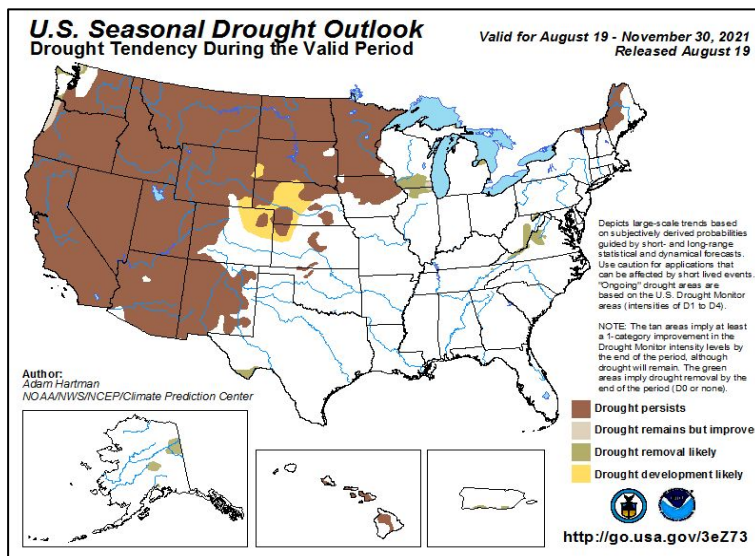 U.S. Seasonal Drought Outlook
Drought Tendency During the Valid Period
Valid for August 19 - November 30, 2021
Released August 19
Depicts large-scale trends based
on subjectively derived probabilities
guided by short- and long-range
statistical and dynamical forecasts.
Use caution for applications that
can be affected by short lived events.
"Ongoing" drought areas are
based on the U.S. Drought Monitor
areas (intensities of D1 to D4).
NOTE: The tan areas imply at least
a 1-category improvement in the
Drought Monitor intensity levels by
the end of the period, although
drought will remain. The green
areas imply drought removal by the
end of the period (D0 or none).
Author:
Adam Hartman
NOAA/NWS/NCEP/Climate Prediction Center
Drought persists
Drought remains but improves
Drought removal likely
Drought development likely
http://go.usa.gov/3eZ73